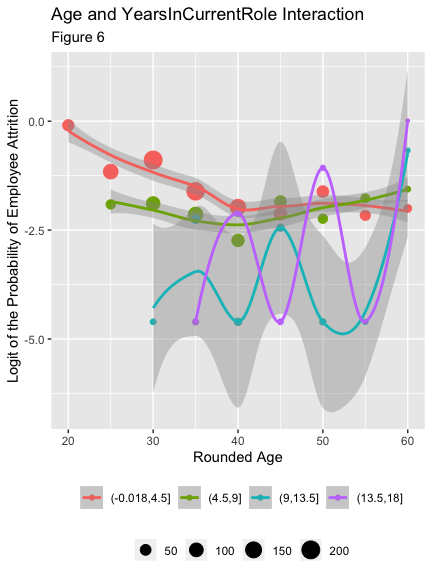 Age and YearsInCurrentRole Interaction
Figure 6
Logit of the Probability of Employee Attrition
0.0
-2.5
-5.0
20 30 40 50 60
Rounded Age
(-0.018,4.5] (4.5,9] (9,13.5] (13.5,18]
50 100 150 200